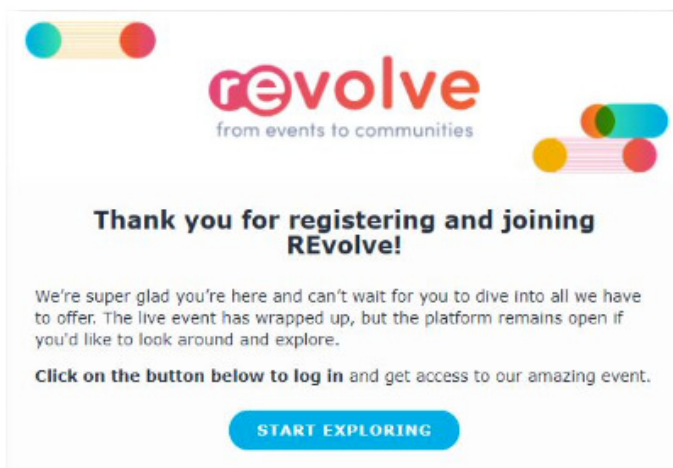 revolve
from events to communities
Thank you for registering and joining
REvolve!
We're super glad you're here and can't wait for you to dive into all we have
to offer. The live event has wrapped up, but the platform remains open if
you'd like to look around and explore.
Click on the button below to log in and get access to our amazing event.
START EXPLORING